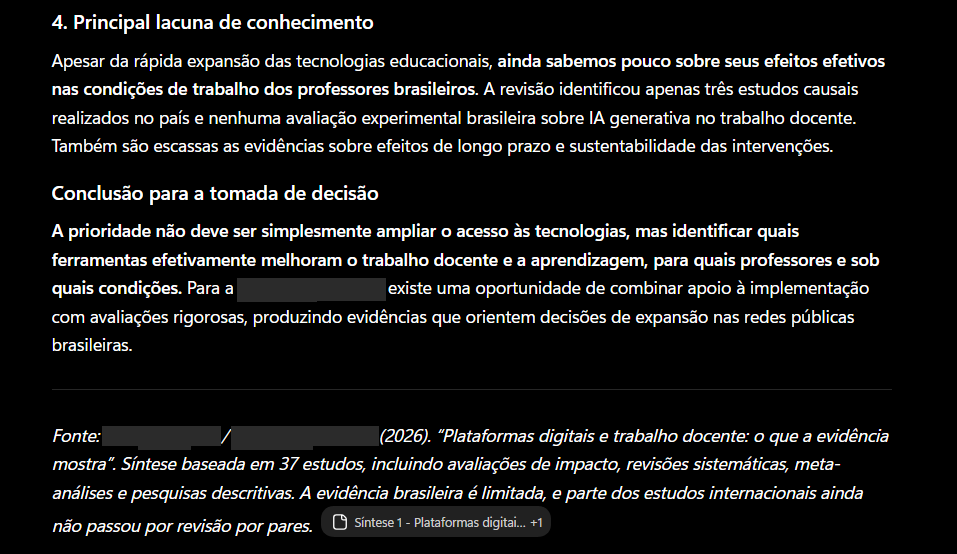 4. Principal lacuna de conhecimento
Apesar da rápida expansão das tecnologias educacionais, ainda sabemos pouco sobre seus efeitos efetivos
nas condições de trabalho dos professores brasileiros. A revisão identificou apenas três estudos causais
realizados no país e nenhuma avaliação experimental brasileira sobre IA generativa no trabalho docente.
Também são escassas as evidências sobre efeitos de longo prazo e sustentabilidade das intervenções.
Conclusão para a tomada de decisão
A prioridade não deve ser simplesmente ampliar o acesso às tecnologias, mas identificar quais
ferramentas efetivamente melhoram o trabalho docente e a aprendizagem, para quais professores e sob
quais condições. Para a existe uma oportunidade de combinar apoio à implementação
com avaliações rigorosas, produzindo evidências que orientem decisões de expansão nas redes públicas
brasileiras.
Fonte: / (2026). “Plataformas digitais e trabalho docente: o que a evidência
mostra”. Síntese baseada em 37 estudos, incluindo avaliações de impacto, revisões sistemáticas, meta-
análises e pesquisas descritivas. A evidência brasileira é limitada, e parte dos estudos internacionais ainda
não passou por revisão por pares. Síntese 1 - Plataformas digitai... +1